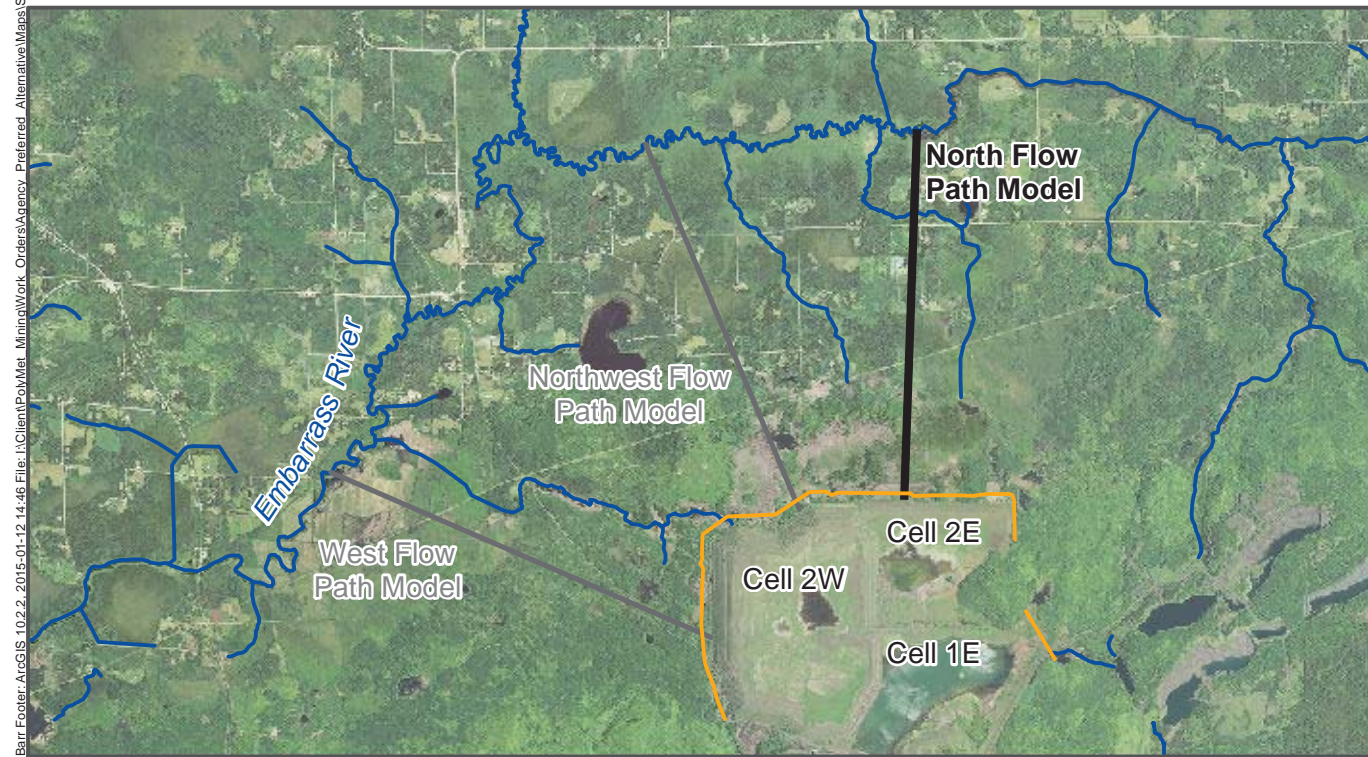 Barr Footer: ArcGIS 10.2.2, 2015-01-12 14:46 File: I:\Client\PolyMet_Mining\Work_Orders\Agency_Preferred_Alternative\Maps\
North Flow
Path Model
Northwest Flow
Path Model
Embarrass River
West Flow
Path Model
Cell 2E
Cell 2W
Cell 1E